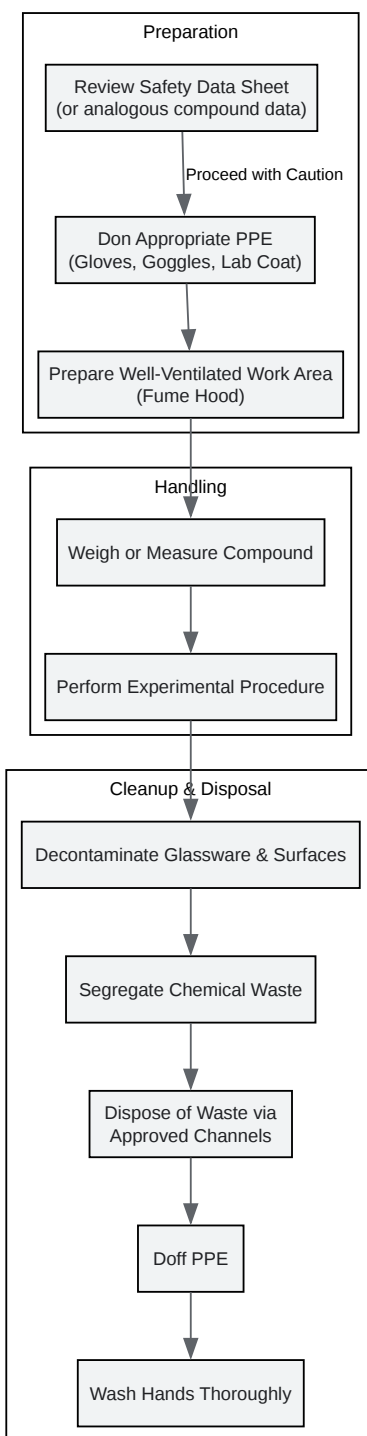 Preparation
Review Safety Data Sheet
(or analogous compound data)
Proceed with Caution
Don Appropriate PPE
(Gloves, Goggles, Lab Coat)
Prepare Well-Ventilated Work Area
(Fume Hood)
Handling
Weigh or Measure Compound
Perform Experimental Procedure
Cleanup & Disposal
Decontaminate Glassware & Surfaces
Segregate Chemical Waste
Dispose of Waste via
Approved Channels
Doff PPE
Wash Hands Thoroughly